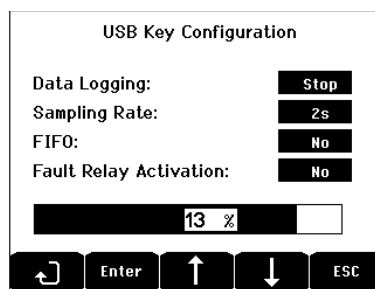 USB Key Configuration
Data Logging: Stop
Sampling Rate: 2s
FIFO: No
Fault Relay Activation: No
13 %
Enter ESC